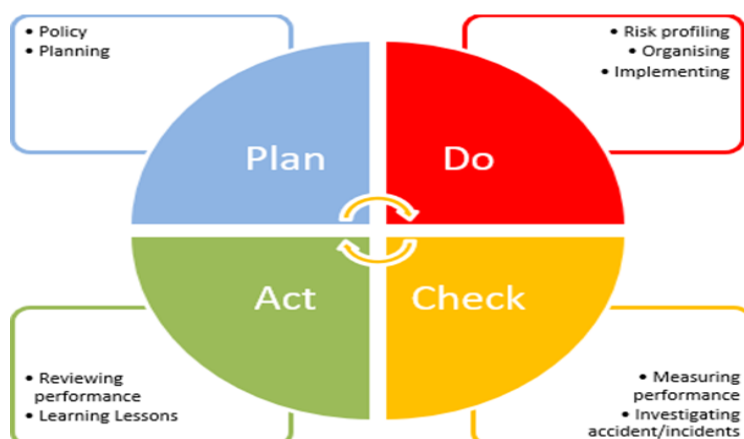 • Policy
• Planning
• Risk profiling
• Organising
• Implementing
Plan
Do
Act
Check
• Reviewing
performance
• Learning Lessons
• Measuring
performance
• Investigating
accident/incidents